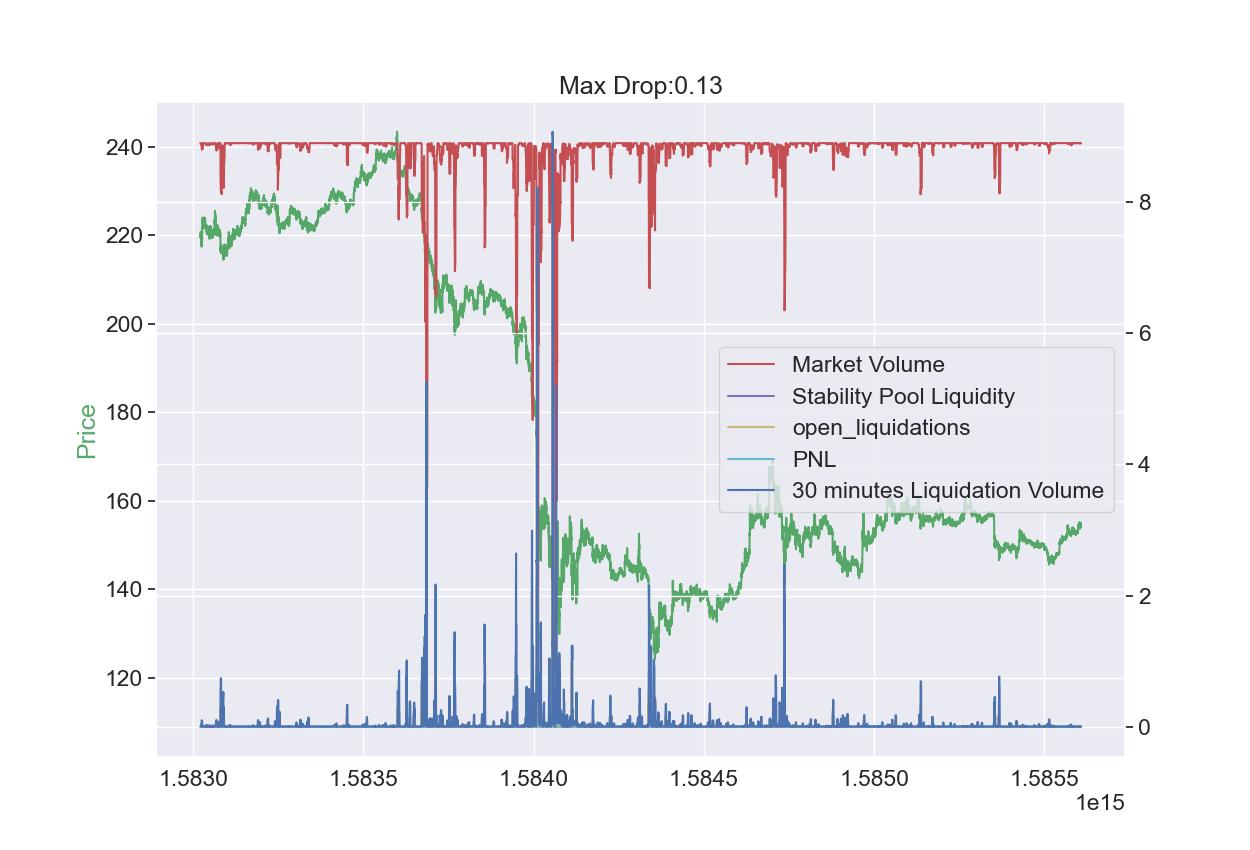 Max Drop:0.13
240
220
200
180
160
140
120
Price
8
6
4
2
0
Market Volume
Stability Pool Liquidity
open_liquidations
PNL
30 minutes Liquidation Volume
1.5830 1.5835 1.5840 1.5845 1.5850 1.5855
1e15